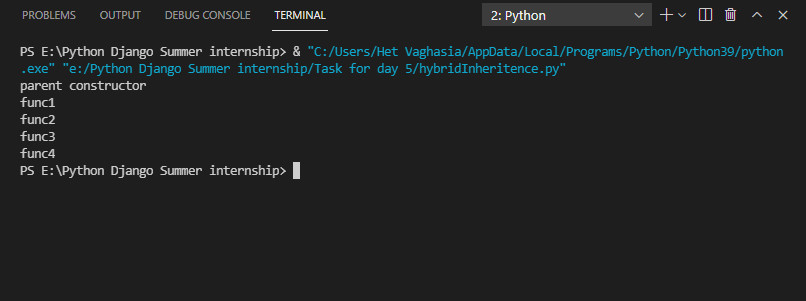 PROBLEMS OUTPUT DEBUG CONSOLE TERMINAL 2: Python
PS E:\Python Django Summer internship> & "C:/Users/Het Vaghasia/AppData/Local/Programs/Python/Python39/python
.exe" "e:/Python Django Summer internship/Task for day 5/hybridInheritence.py"
parent constructor
func1
func2
func3
func4
PS E:\Python Django Summer internship>